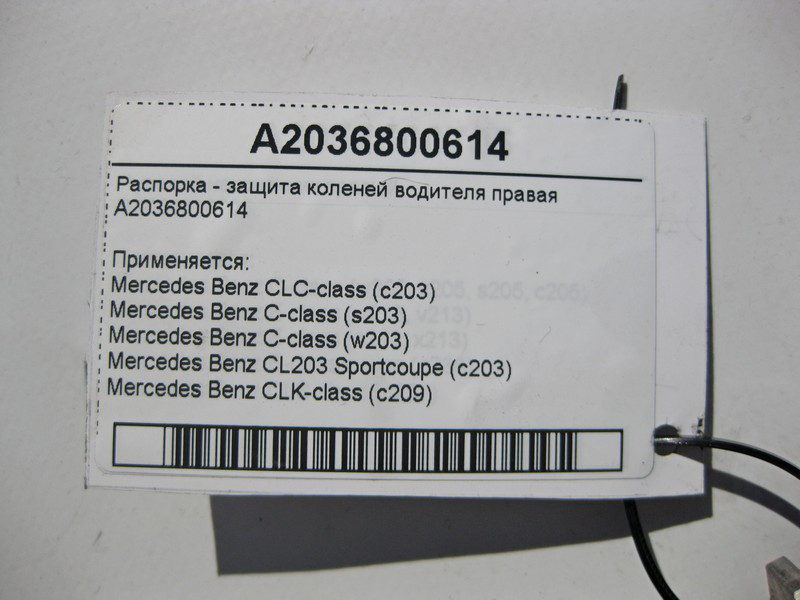 A2036800614
Распорка - защита коленей водителя правая
A2036800614
Применяется:
Mercedes Benz CLC-class (c203)
Mercedes Benz C-class (s203)
Mercedes Benz C-class (w203)
Mercedes Benz CL203 Sportcoupe (c203)
Mercedes Benz CLK-class (c209)